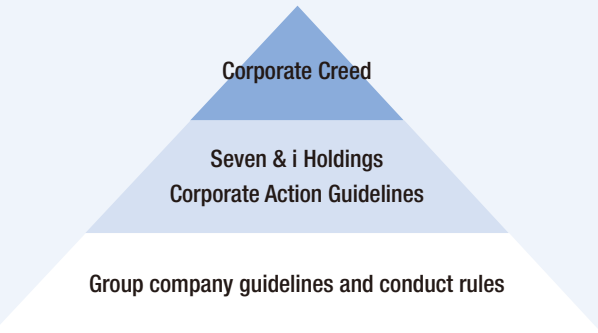 Corporate Creed
Seven & i Holdings
Corporate Action Guidelines
Group company guidelines and conduct rules